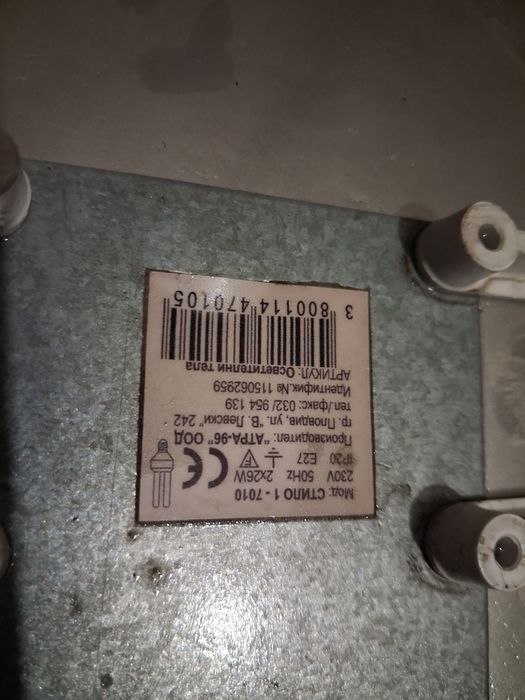 Мод: СТИЛО 1 - 7010
230V 50Hz 2x26W
IP20 E27
F
CE
Производител: "АТРА-96" ООД
гр. Пловдив, ул, "В. Левски" 242
тел./факс: 032/ 954 139
Идентифик.№ 115062959
АРТИКУЛ: Осветителни тела
3 800114 470105